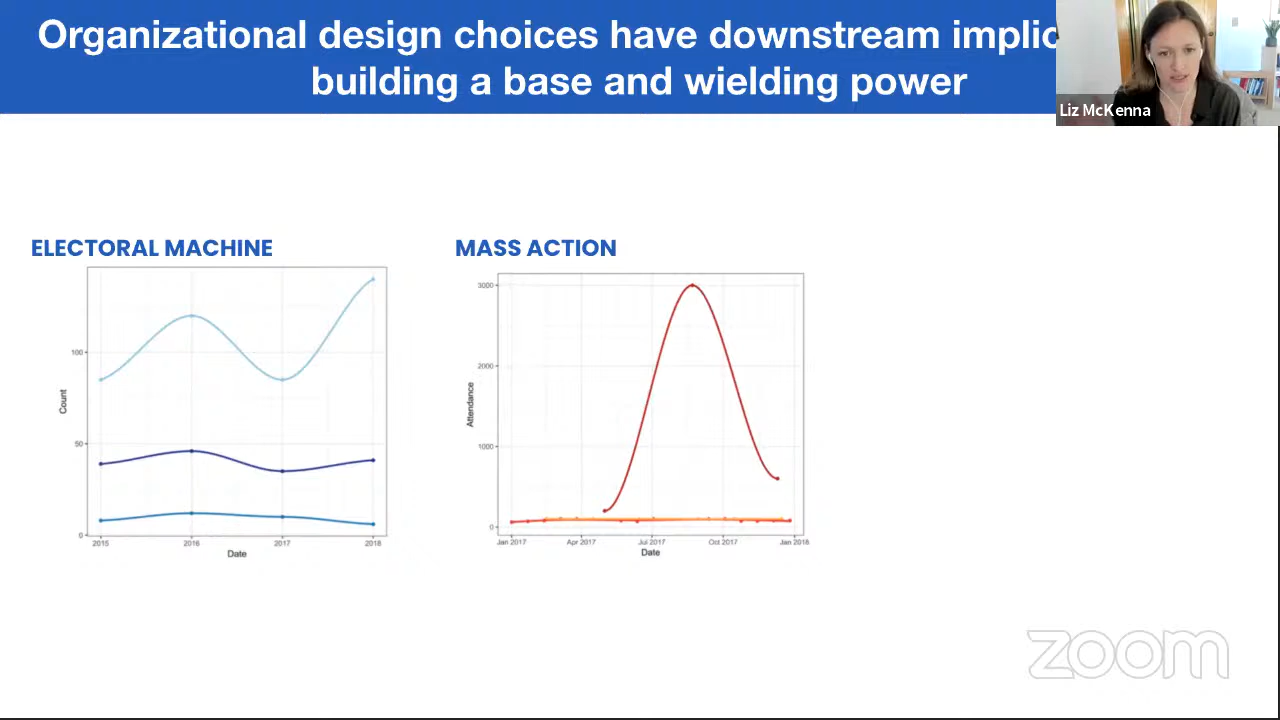 Organizational design choices have downstream implic
building a base and wielding power
Liz McKenna
ELECTORAL MACHINE
MASS ACTION
100
50
0
Count
2015
2016
2017
2018
Date
3000
2000
1000
0
Attendance
Jan 2017
Apr 2017
Jul 2017
Oct 2017
Jan 2018
Date
zoom